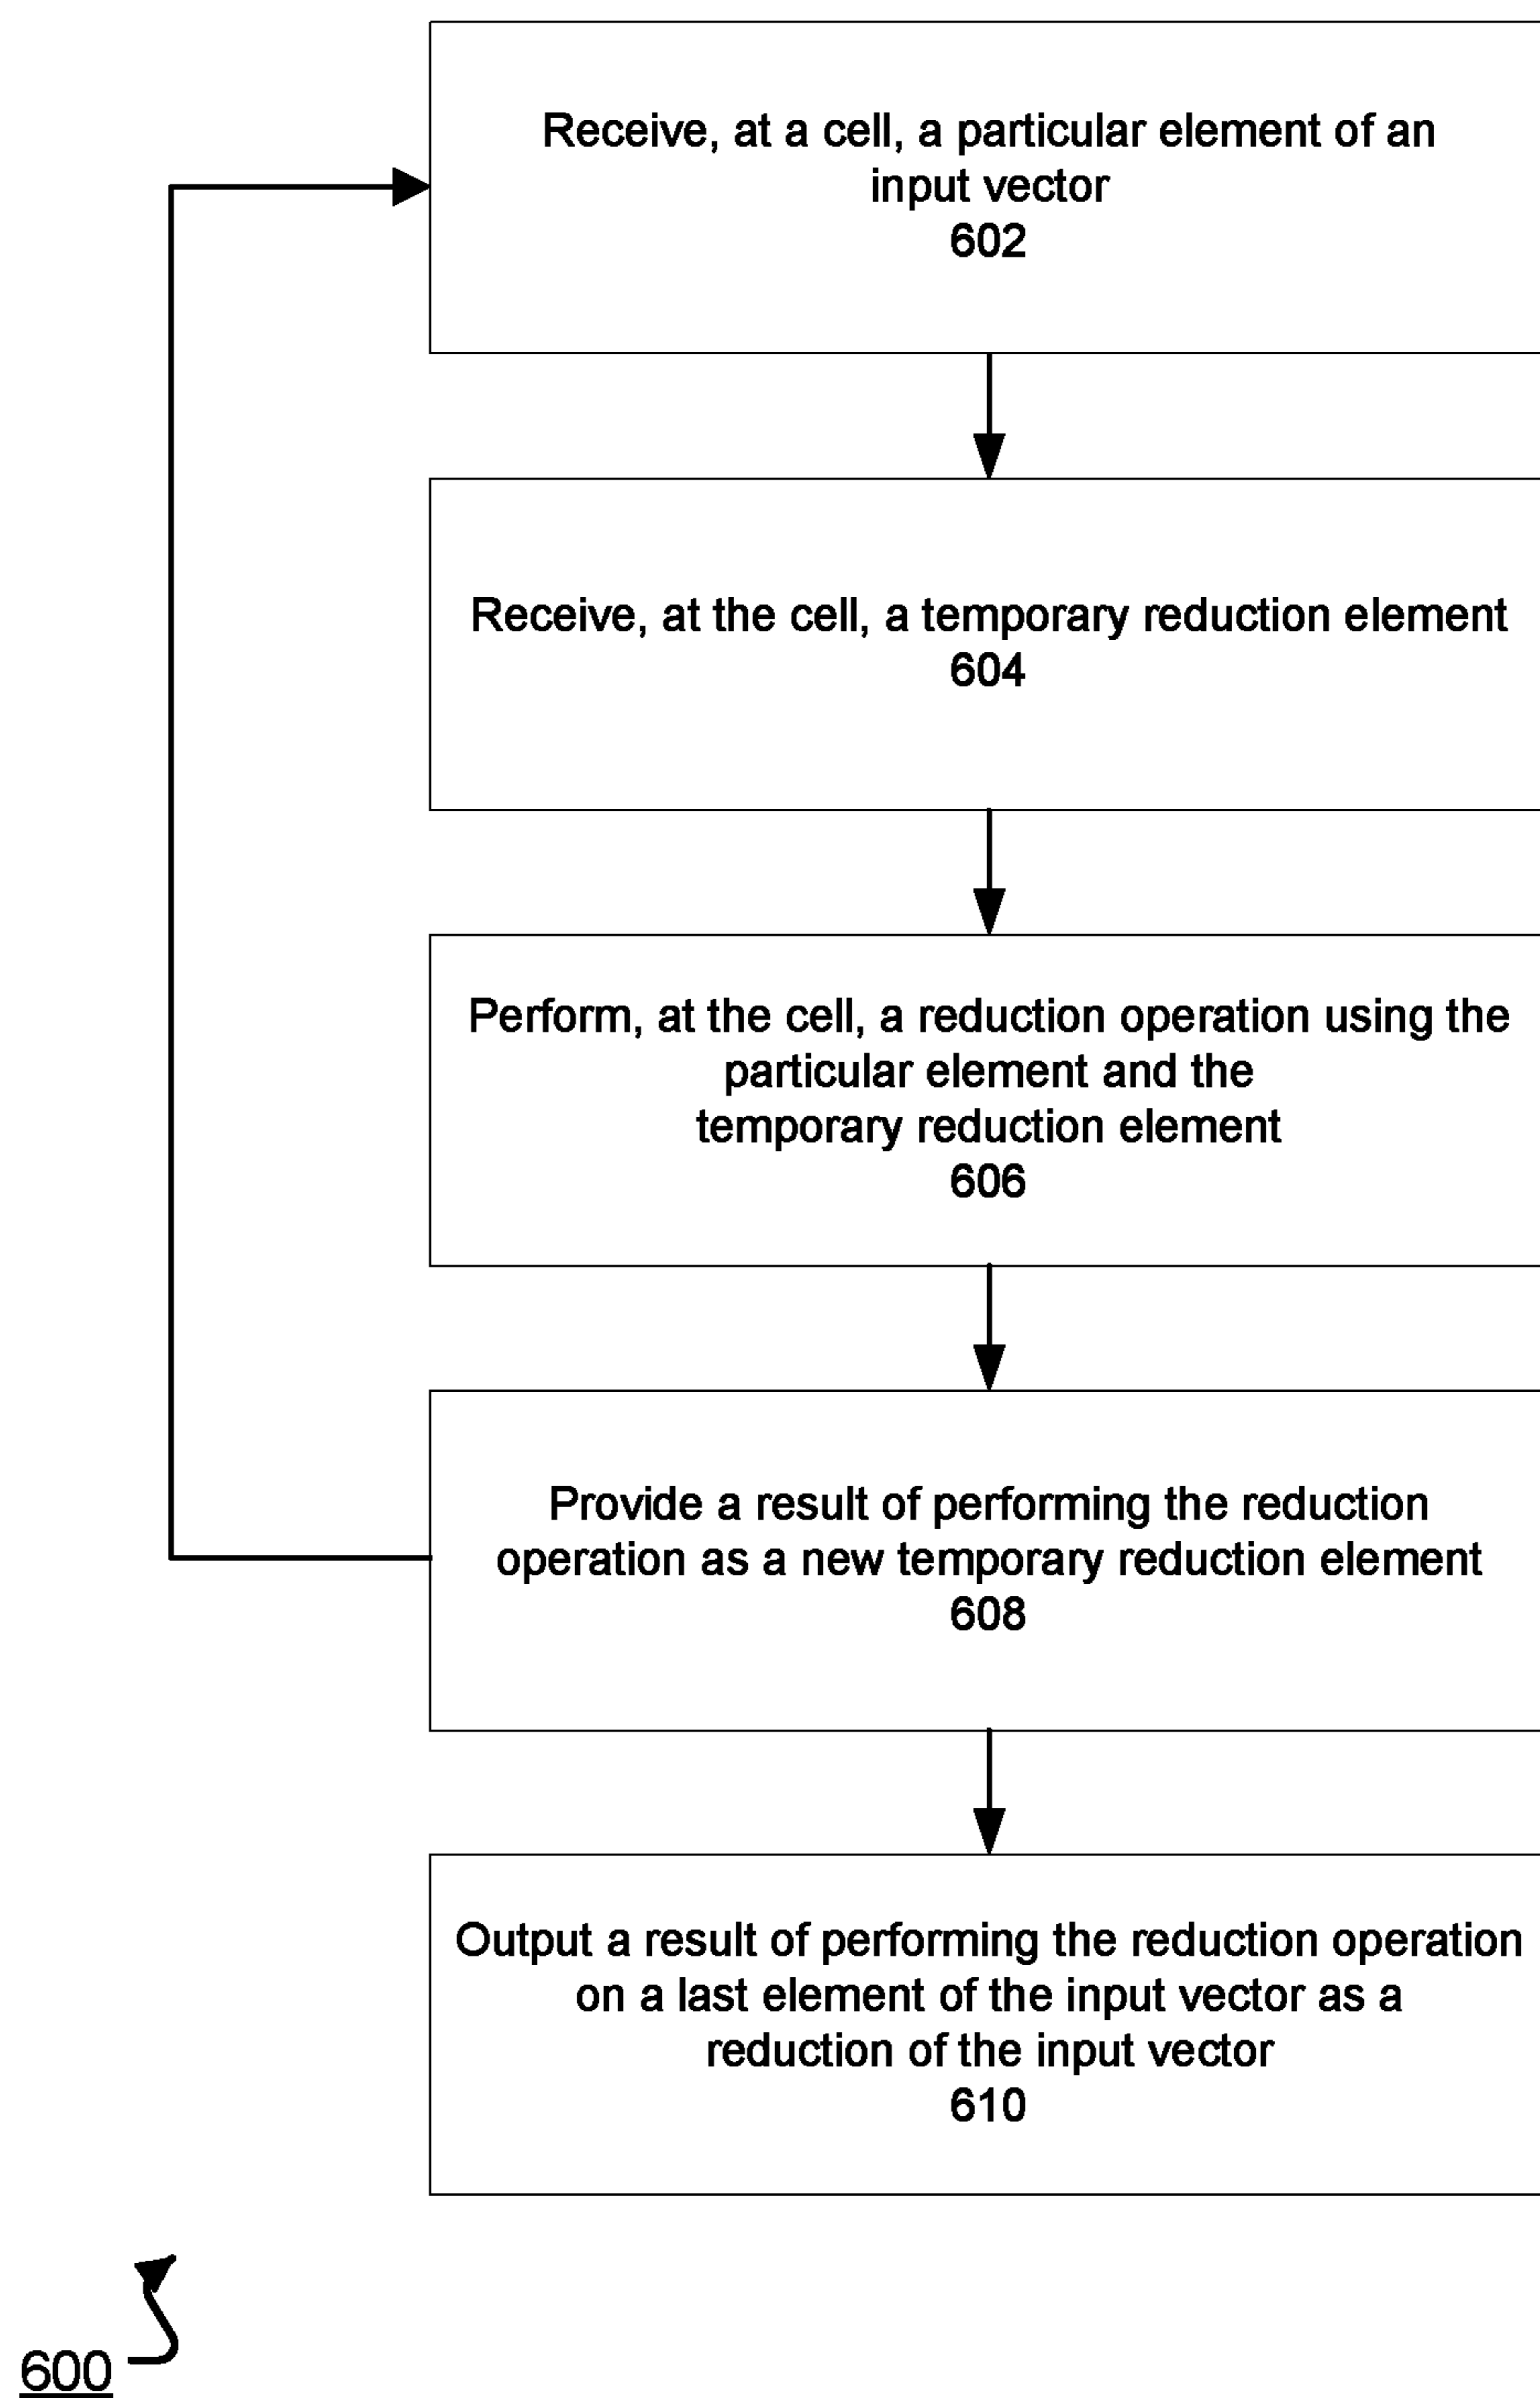 Receive, at a cell, a particular element of an
input vector
602
Receive, at the cell, a temporary reduction element
604
Perform, at the cell, a reduction operation using the
particular element and the
temporary reduction element
606
Provide a result of performing the reduction
operation as a new temporary reduction element
608
Output a result of performing the reduction operation
on a last element of the input vector as a
reduction of the input vector
610
600